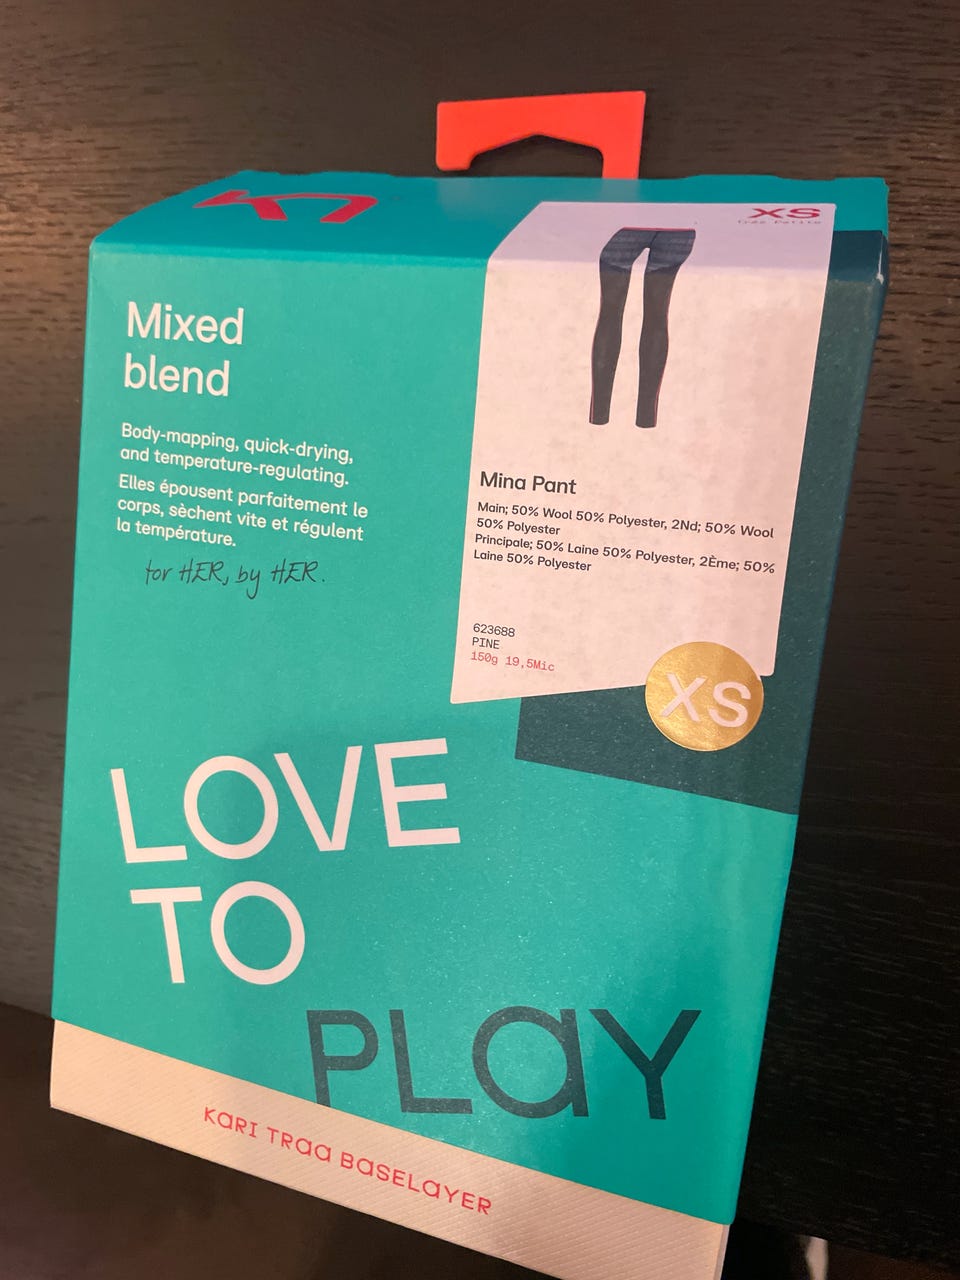 XS
Très Petite
Mixed
blend
Body-mapping, quick-drying,
and temperature-regulating.
Elles épousent parfaitement le
corps, sèchent vite et régulent
la température.
for HER, by HER.
Mina Pant
Main; 50% Wool 50% Polyester, 2Nd; 50% Wool
50% Polyester
Principale; 50% Laine 50% Polyester, 2Ème; 50%
Laine 50% Polyester
623688
PINE
150g 19,5Mic
XS
LOVE
TO
PLAY
KARI TRAA BASELAYER